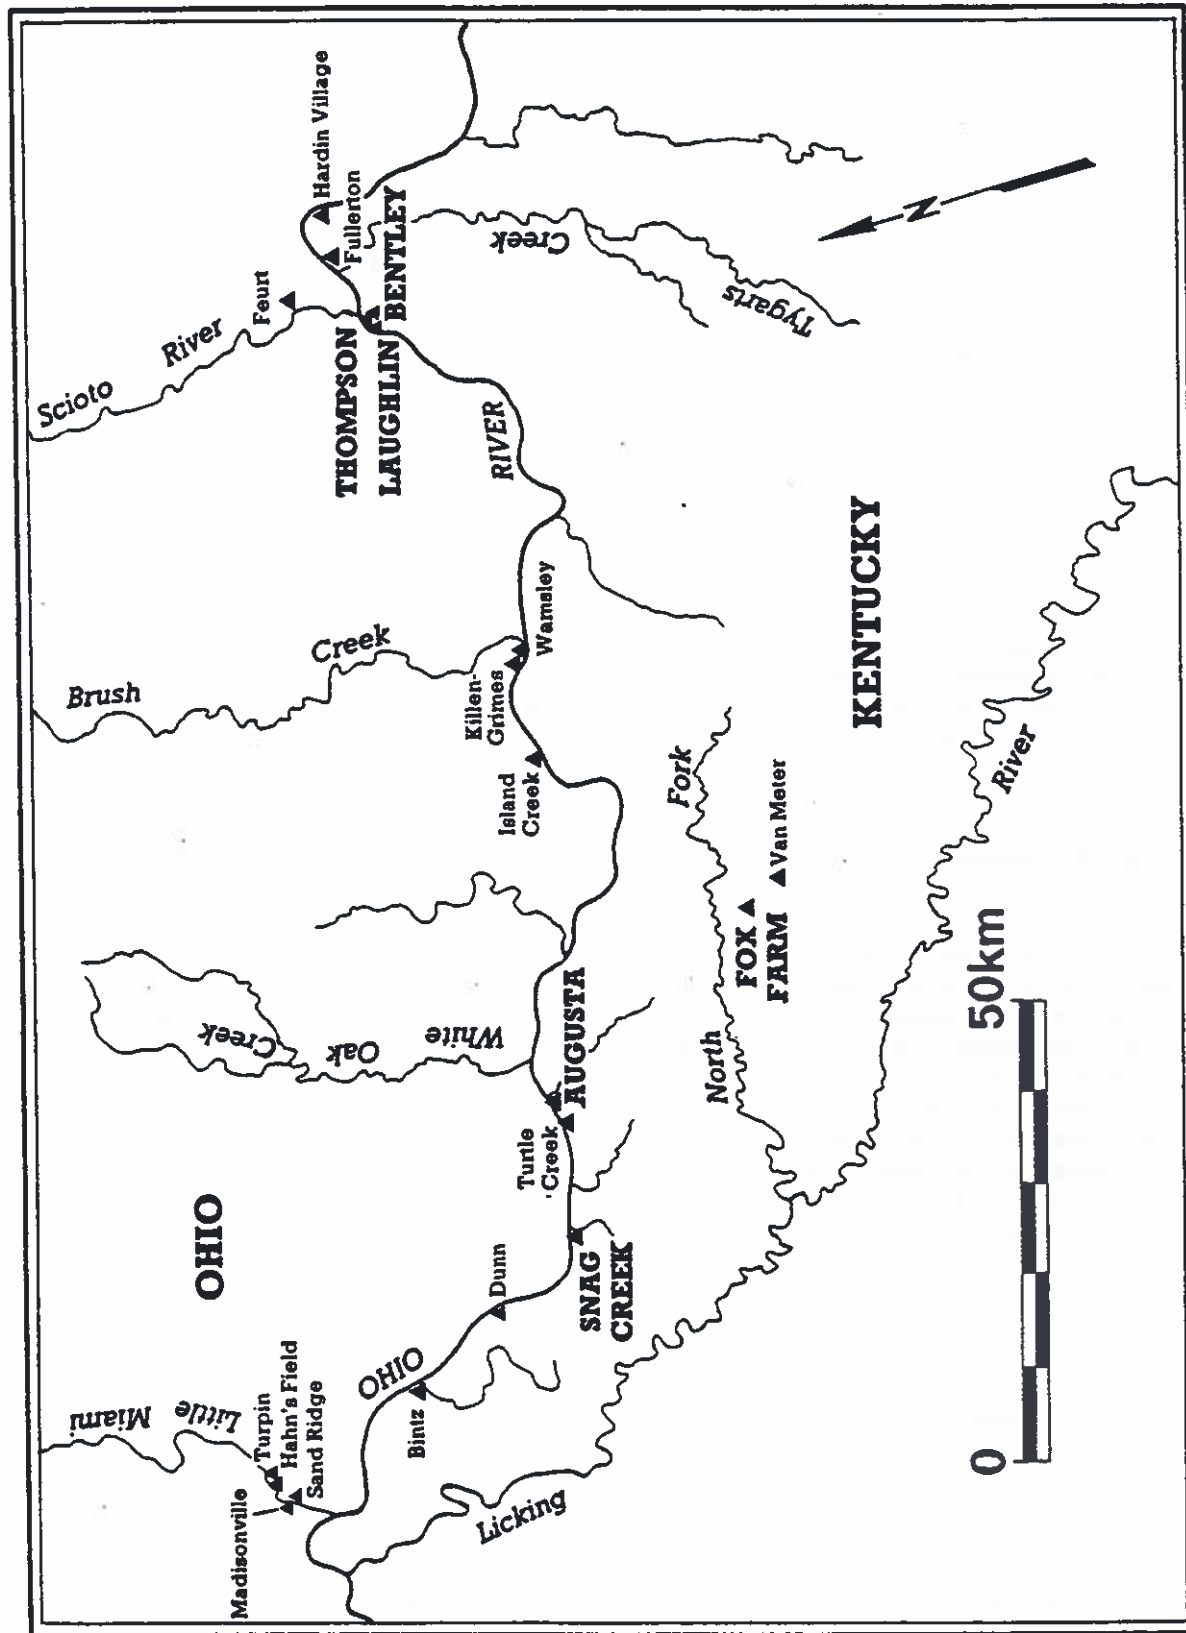 Miami
Little
Madisonville
Turpin
Hahn's Field
Sand Ridge
OIHO
Bintz
Dunn
OHIO
SNAG
CREEK
Turtle
Creek
AUGUSTA
White
Oak
Creek
Licking
River
North
Fork
FOX
FARM
Van Meter
KENTUCKY
Island
Creek
Killen-
Grimes
Wamsley
Brush
Creek
RIVER
Scioto
River
Feurt
THOMPSON
LAUGHLIN
BENTLEY
Fullerton
Hardin Village
Tygarts
Creek
N
0
50km